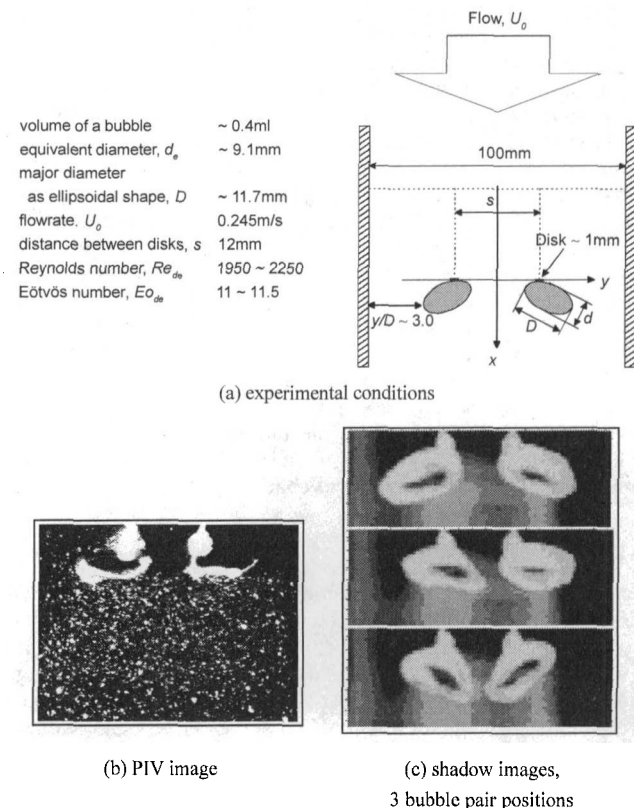 Flow, U₀
volume of a bubble ~ 0.4ml
equivalent diameter, dₑ ~ 9.1mm
major diameter
as ellipsoidal shape, D ~ 11.7mm
flowrate. U₀ 0.245m/s
distance between disks, s 12mm
Reynolds number, Re_de 1950 ~ 2250
Eötvös number, Eo_de 11 ~ 11.5
100mm
s
Disk ~ 1mm
y
y/D ~ 3.0
D
d
x
(a) experimental conditions
(b) PIV image
(c) shadow images,
3 bubble pair positions